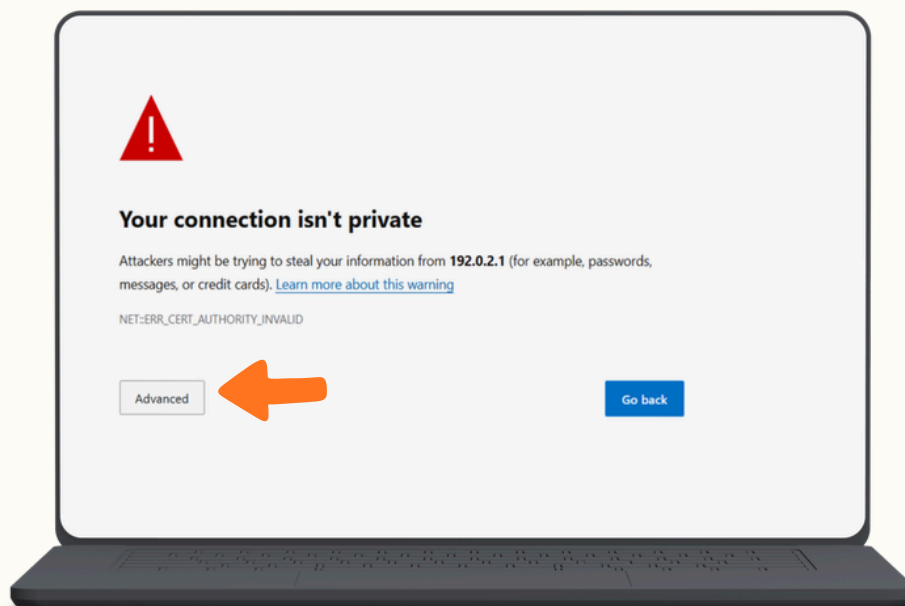 Your connection isn't private
Attackers might be trying to steal your information from 192.0.2.1 (for example, passwords,
messages, or credit cards). Learn more about this warning
NET::ERR_CERT_AUTHORITY_INVALID
Advanced
Go back